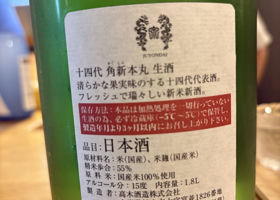 JUYONDAI
十四代 角新本丸 生酒
清らかな果実味のする十四代代表酒。
フレッシュで瑞々しい新米新酒。
保存方法:本品は加熱処理を一切行っていない
生酒の為、必ず冷蔵庫(-5℃〜5℃)で保管し、
製造年月より3ヶ月以内にお召し上がり下さい。
品目:日本酒
原材料名:米(国産)、米麹(国産米)
精米歩合:55%
原料米:国産米100%使用
アルコール分:15度 内容量:1.8L
製造者:高木酒造株式会社
1826番地